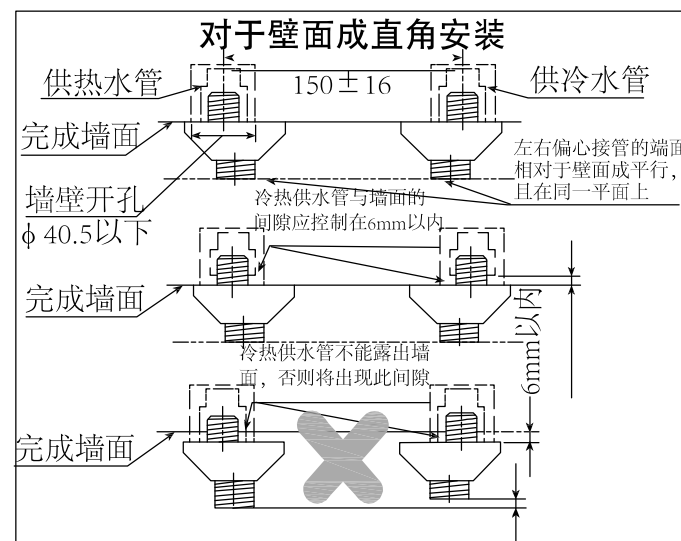 对于壁面成直角安装
供热水管
150±16
供冷水管
完成墙面
左右偏心接管的端面
相对于壁面成平行，
且在同一平面上
墙壁开孔
ϕ 40.5以下
冷热供水管与墙面的
间隙应控制在6mm以内
完成墙面
6mm以内
冷热供水管不能露出墙
面，否则将出现此间隙
完成墙面